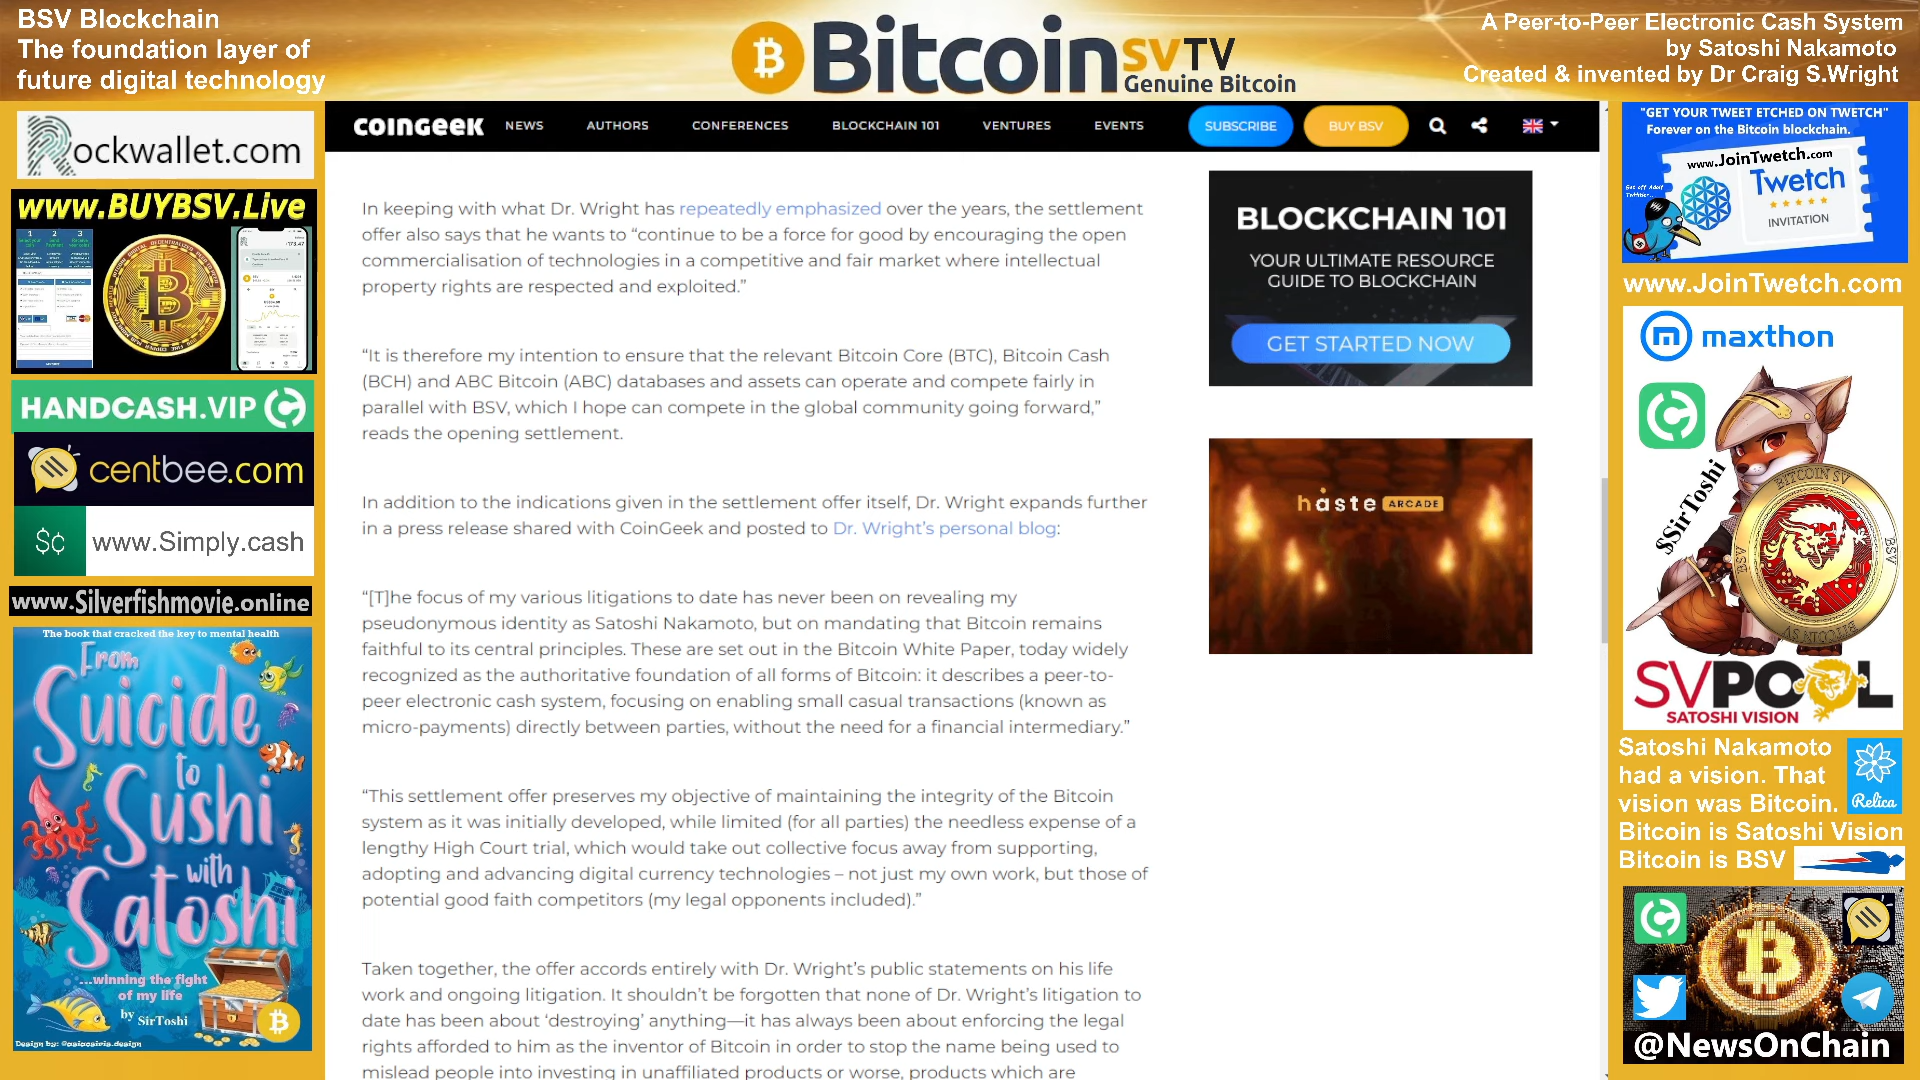 BSV Blockchain
The foundation layer of
future digital technology
Bitcoin SVTV
Genuine Bitcoin
A Peer-to-Peer Electronic Cash System
by Satoshi Nakamoto
Created & invented by Dr Craig S.Wright
Rockwallet.com
www.BUYBSV.Live
HANDCASH.VIP
centbee.com
$¢ www.Simply.cash
www.Silverfishmovie.online
The book that cracked the key to mental health
From
Suicide
to
Sushi
with
Satoshi
...winning the fight
of my life
by SirToshi
COINGEEK NEWS AUTHORS CONFERENCES BLOCKCHAIN 101 VENTURES EVENTS SUBSCRIBE BUY BSV
In keeping with what Dr. Wright has repeatedly emphasized over the years, the settlement
offer also says that he wants to “continue to be a force for good by encouraging the open
commercialisation of technologies in a competitive and fair market where intellectual
property rights are respected and exploited.”
“It is therefore my intention to ensure that the relevant Bitcoin Core (BTC), Bitcoin Cash
(BCH) and ABC Bitcoin (ABC) databases and assets can operate and compete fairly in
parallel with BSV, which I hope can compete in the global community going forward,”
reads the opening settlement.
In addition to the indications given in the settlement offer itself, Dr. Wright expands further
in a press release shared with CoinGeek and posted to Dr. Wright’s personal blog:
“[T]he focus of my various litigations to date has never been on revealing my
pseudonymous identity as Satoshi Nakamoto, but on mandating that Bitcoin remains
faithful to its central principles. These are set out in the Bitcoin White Paper, today widely
recognized as the authoritative foundation of all forms of Bitcoin: it describes a peer-to-
peer electronic cash system, focusing on enabling small casual transactions (known as
micro-payments) directly between parties, without the need for a financial intermediary.”
“This settlement offer preserves my objective of maintaining the integrity of the Bitcoin
system as it was initially developed, while limited (for all parties) the needless expense of a
lengthy High Court trial, which would take out collective focus away from supporting,
adopting and advancing digital currency technologies – not just my own work, but those of
potential good faith competitors (my legal opponents included).”
Taken together, the offer accords entirely with Dr. Wright’s public statements on his life
work and ongoing litigation. It shouldn’t be forgotten that none of Dr. Wright’s litigation to
date has been about ‘destroying’ anything—it has always been about enforcing the legal
rights afforded to him as the inventor of Bitcoin in order to stop the name being used to
mislead people into investing in unaffiliated products or worse, products which are
BLOCKCHAIN 101
YOUR ULTIMATE RESOURCE
GUIDE TO BLOCKCHAIN
GET STARTED NOW
haste ARCADE
"GET YOUR TWEET ETCHED ON TWETCH"
Forever on the Bitcoin blockchain.
www.JoinTwetch.com
Twetch
INVITATION
www.JoinTwetch.com
maxthon
$SirToshi
BITCOIN SV
BSV
BSV
SVPOOL
SATOSHI VISION
Satoshi Nakamoto
had a vision. That
vision was Bitcoin.
Relica
Bitcoin is Satoshi Vision
Bitcoin is BSV
@NewsOnChain